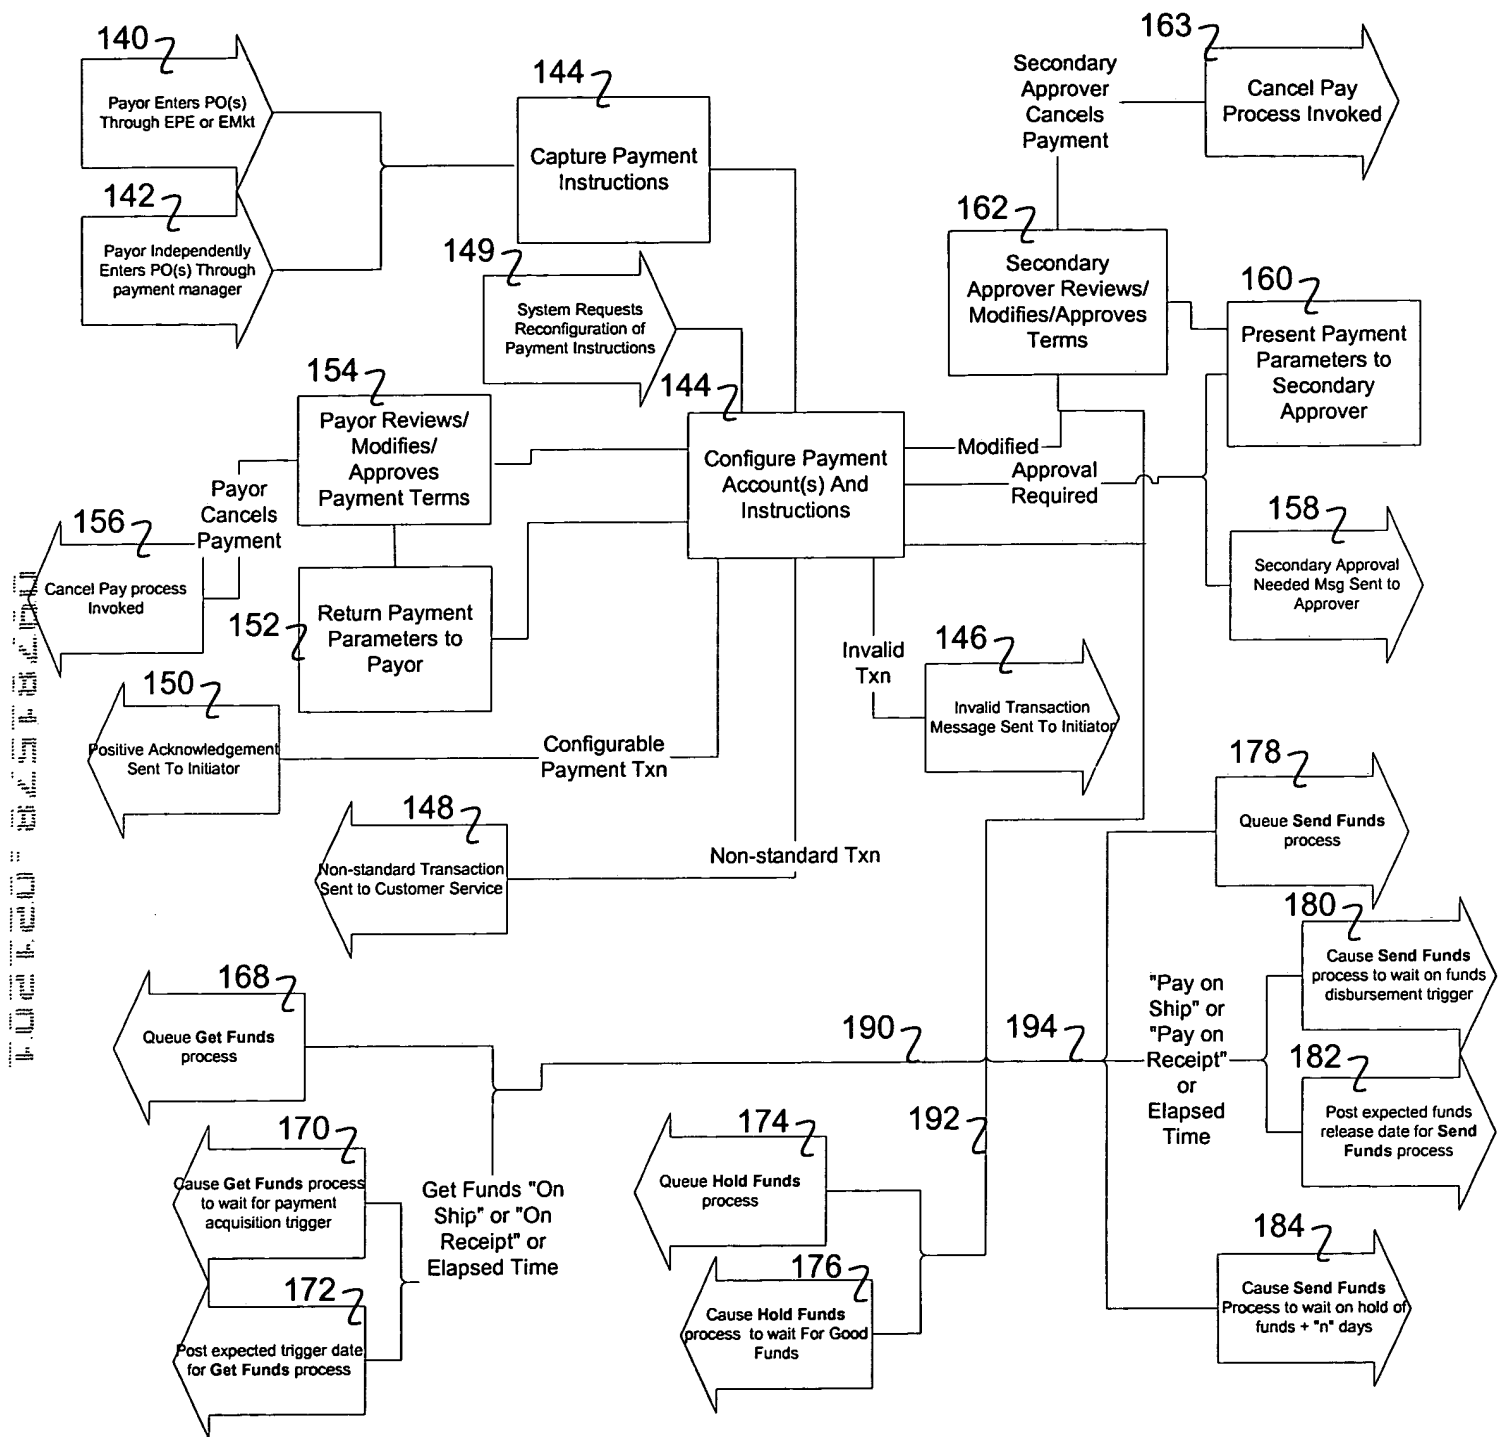 140
Payor Enters PO(s)
Through EPE or EMkt
142
Payor Independently
Enters PO(s) Through
payment manager
144
Capture Payment
Instructions
149
System Requests
Reconfiguration of
Payment Instructions
163
Secondary
Approver
Cancels
Payment
Cancel Pay
Process Invoked
162
Secondary
Approver Reviews/
Modifies/Approves
Terms
160
Present Payment
Parameters to
Secondary
Approver
154
Payor Reviews/
Modifies/
Approves
Payment Terms
144
Configure Payment
Account(s) And
Instructions
Modified
Approval
Required
Payor
Cancels
Payment
156
Cancel Pay process
Invoked
158
Secondary Approval
Needed Msg Sent to
Approver
152
Return Payment
Parameters to
Payor
Invalid
Txn
146
Invalid Transaction
Message Sent To Initiator
150
Positive Acknowledgement
Sent To Initiator
Configurable
Payment Txn
148
Non-standard Transaction
Sent to Customer Service
Non-standard Txn
178
Queue Send Funds
process
180
Cause Send Funds
process to wait on funds
disbursement trigger
168
Queue Get Funds
process
190
194
"Pay on
Ship" or
"Pay on
Receipt"
or
Elapsed
Time
182
Post expected funds
release date for Send
Funds process
170
Cause Get Funds process
to wait for payment
acquisition trigger
Get Funds "On
Ship" or "On
Receipt" or
Elapsed Time
174
Queue Hold Funds
process
192
172
Post expected trigger date
for Get Funds process
176
Cause Hold Funds
process to wait For Good
Funds
184
Cause Send Funds
Process to wait on hold of
funds + "n" days